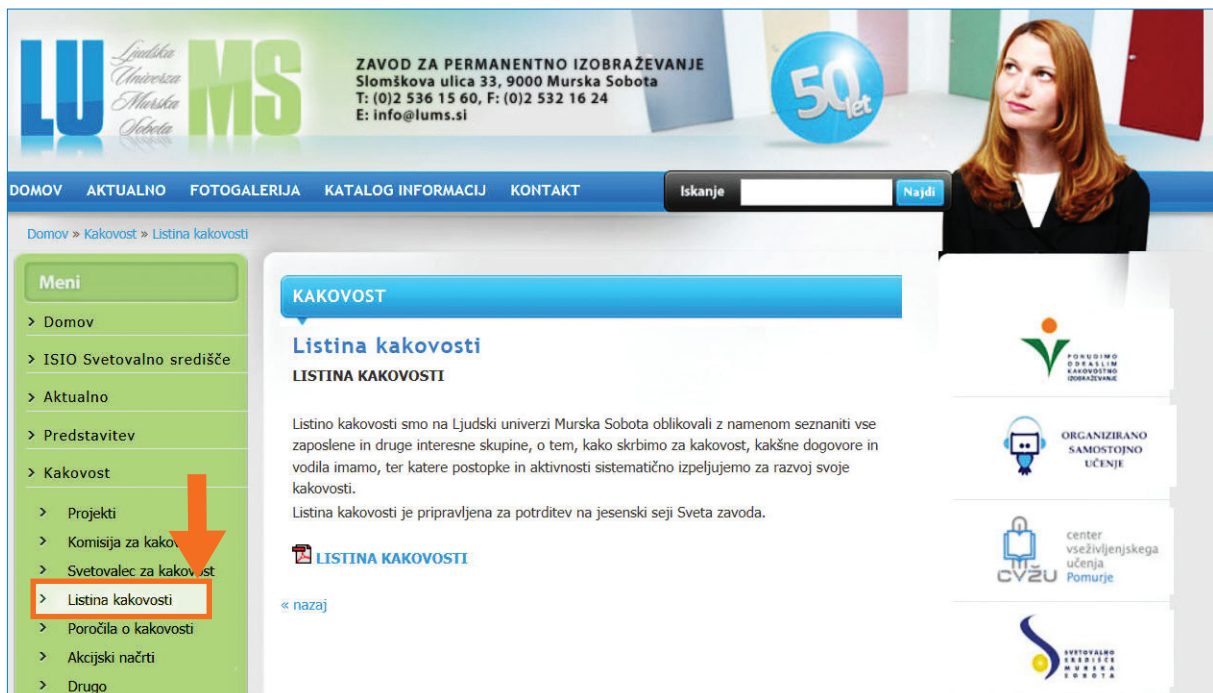 LU
Ljudska
Univerza
Murska
Sobota
MS
ZAVOD ZA PERMANENTNO IZOBRAŽEVANJE
Slomškova ulica 33, 9000 Murska Sobota
T: (0)2 536 15 60, F: (0)2 532 16 24
E: info@lums.si
50 let
DOMOV AKTUALNO FOTOGALERIJA KATALOG INFORMACIJ KONTAKT Iskanje Najdi
Domov » Kakovost » Listina kakovosti
Meni
> Domov
> ISIO Svetovalno središče
> Aktualno
> Predstavitev
> Kakovost
> Projekti
> Komisija za
> Svetovalec za kakovost
> Listina kakovosti
> Poročila o kakovosti
> Akcijski načrti
> Drugo
KAKOVOST
Listina kakovosti
LISTINA KAKOVOSTI
Listino kakovosti smo na Ljudski univerzi Murska Sobota oblikovali z namenom seznaniti vse
zaposlene in druge interesne skupine, o tem, kako skrbimo za kakovost, kakšne dogovore in
vodila imamo, ter katere postopke in aktivnosti sistematično izpeljujemo za razvoj svoje
kakovosti.
Listina kakovosti je pripravljena za potrditev na jesenski seji Sveta zavoda.
LISTINA KAKOVOSTI
« nazaj
PONUDIMO
ODRASLIM
KAKOVOSTNO
IZOBRAŽEVANJE
ORGANIZIRANO
SAMOSTOJNO
UČENJE
CVŽU
center
vseživljenjskega
učenja
Pomurje
SVETOVALNO
SREDIŠČE
MURSKA
SOBOTA